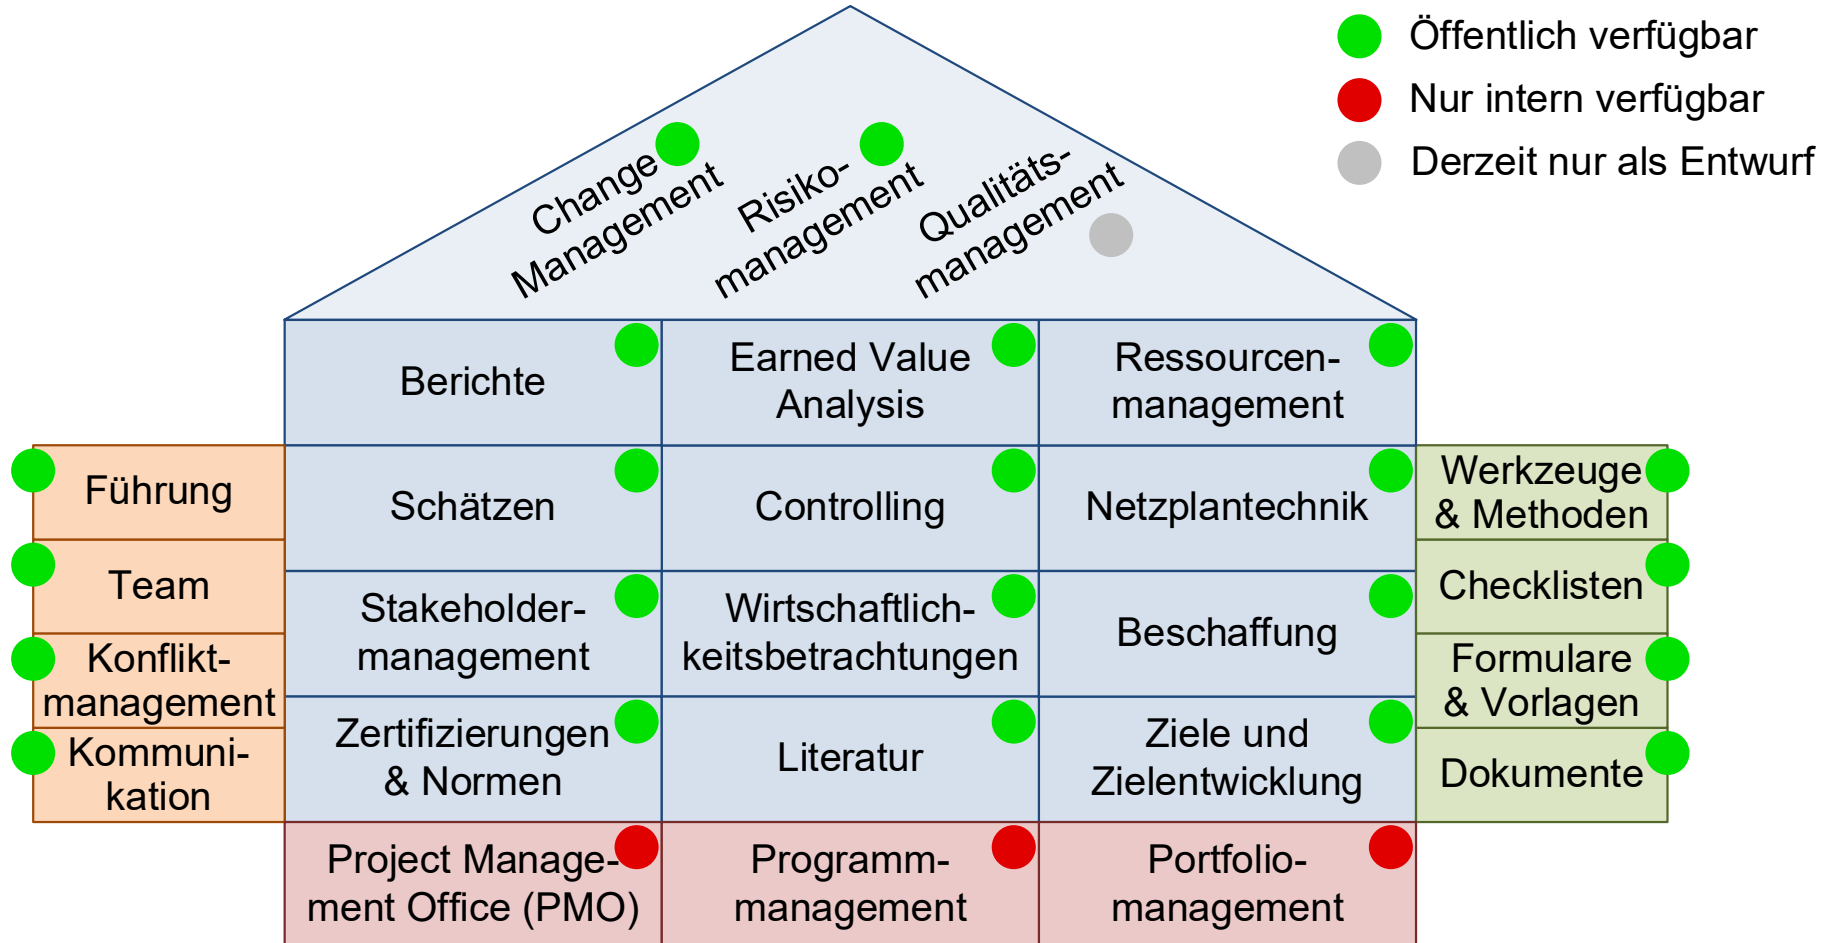 Öffentlich verfügbar
Nur intern verfügbar
Derzeit nur als Entwurf
Change
Management
Risiko-
management
Qualitäts-
management
Berichte
Earned Value
Analysis
Ressourcen-
management
Führung
Team
Konflikt-
management
Kommuni-
kation
Schätzen
Controlling
Netzplantechnik
Stakeholder-
management
Wirtschaftlich-
keitsbetrachtungen
Beschaffung
Zertifizierungen
& Normen
Literatur
Ziele und
Zielentwicklung
Werkzeuge
& Methoden
Checklisten
Formulare
& Vorlagen
Dokumente
Project Manage-
ment Office (PMO)
Programm-
management
Portfolio-
management